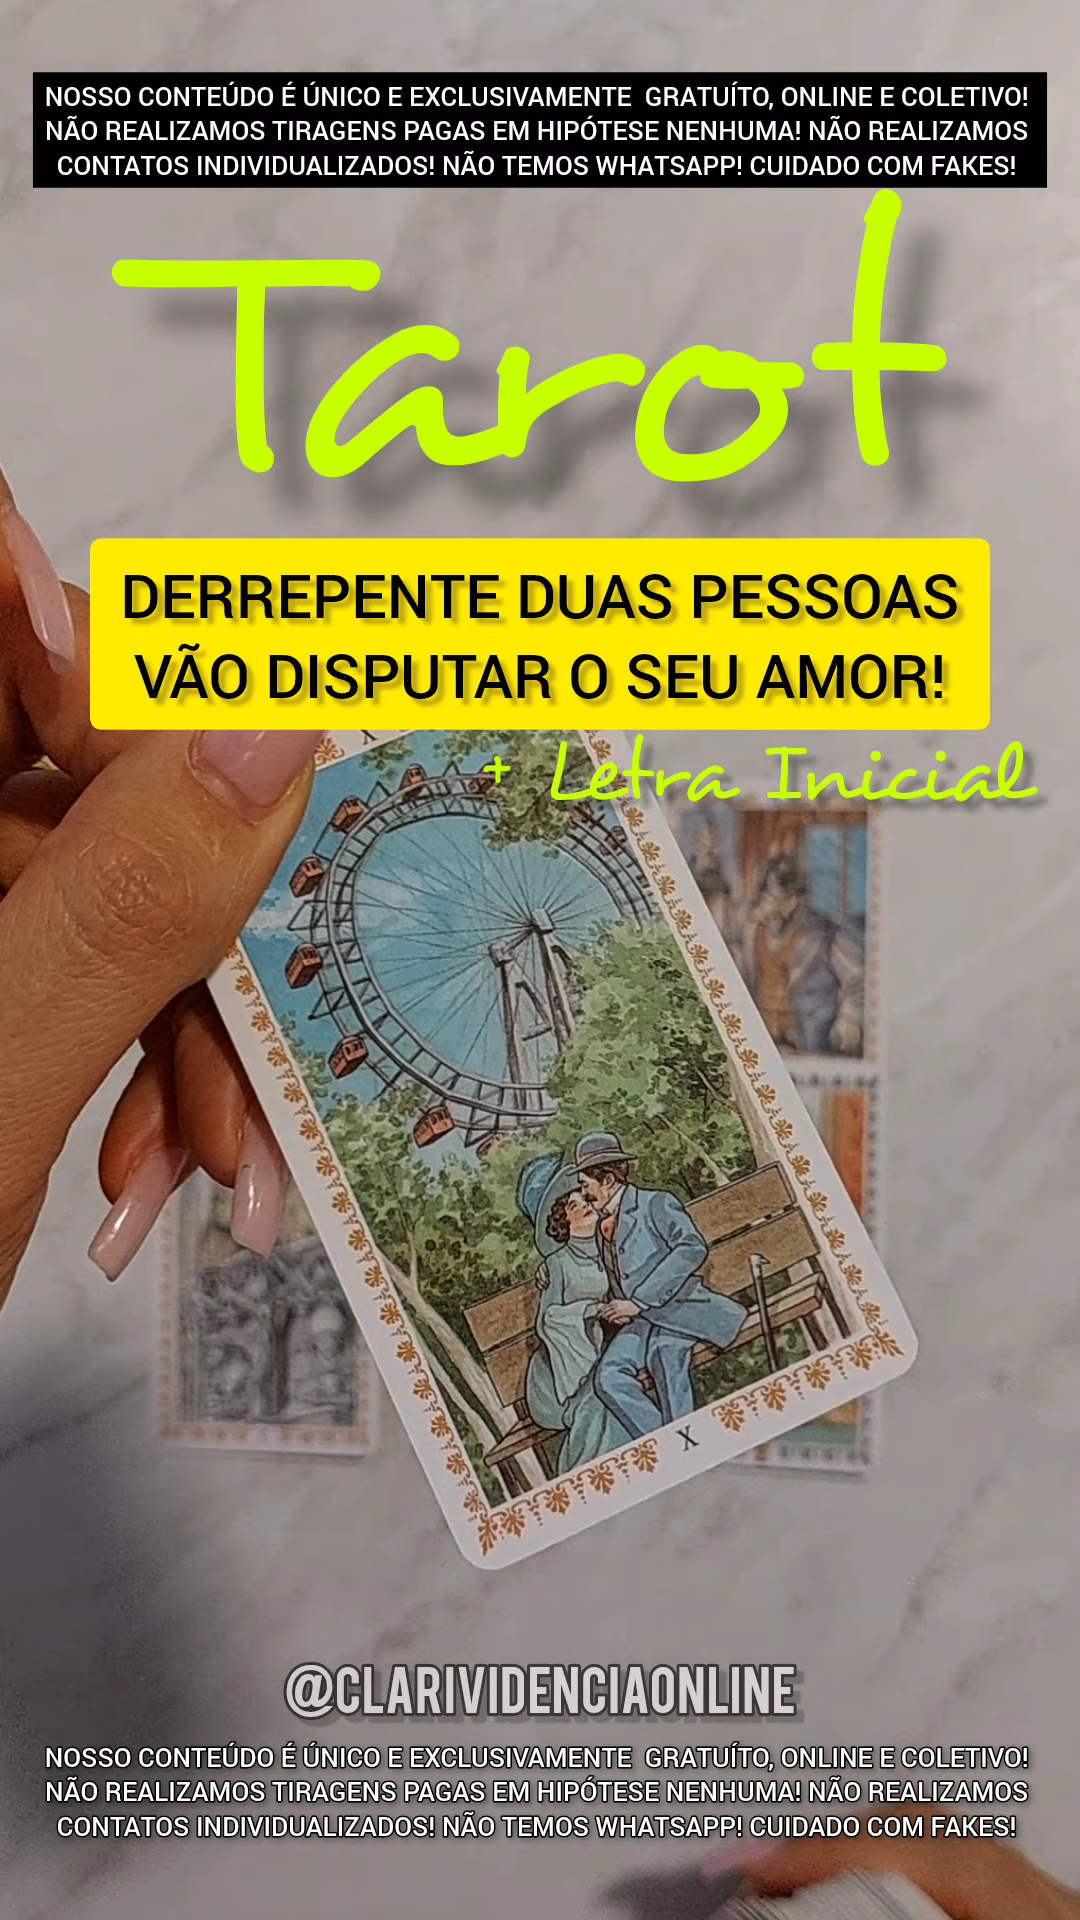 NOSSO CONTEÚDO É ÚNICO E EXCLUSIVAMENTE GRATUÍTO, ONLINE E COLETIVO!
NÃO REALIZAMOS TIRAGENS PAGAS EM HIPÓTESE NENHUMA! NÃO REALIZAMOS
CONTATOS INDIVIDUALIZADOS! NÃO TEMOS WHATSAPP! CUIDADO COM FAKES!
Tarot
DERREPENTE DUAS PESSOAS
VÃO DISPUTAR O SEU AMOR!
+ Letra Inicial
X
@CLARIVIDENCIAONLINE
NOSSO CONTEÚDO É ÚNICO E EXCLUSIVAMENTE GRATUÍTO, ONLINE E COLETIVO!
NÃO REALIZAMOS TIRAGENS PAGAS EM HIPÓTESE NENHUMA! NÃO REALIZAMOS
CONTATOS INDIVIDUALIZADOS! NÃO TEMOS WHATSAPP! CUIDADO COM FAKES!